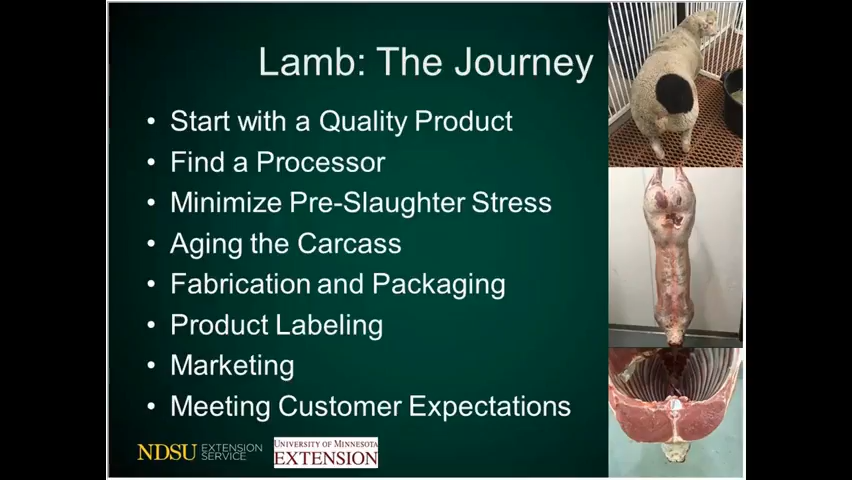 Lamb: The Journey
• Start with a Quality Product
• Find a Processor
• Minimize Pre-Slaughter Stress
• Aging the Carcass
• Fabrication and Packaging
• Product Labeling
• Marketing
• Meeting Customer Expectations
NDSU EXTENSION SERVICE
UNIVERSITY OF MINNESOTA
EXTENSION